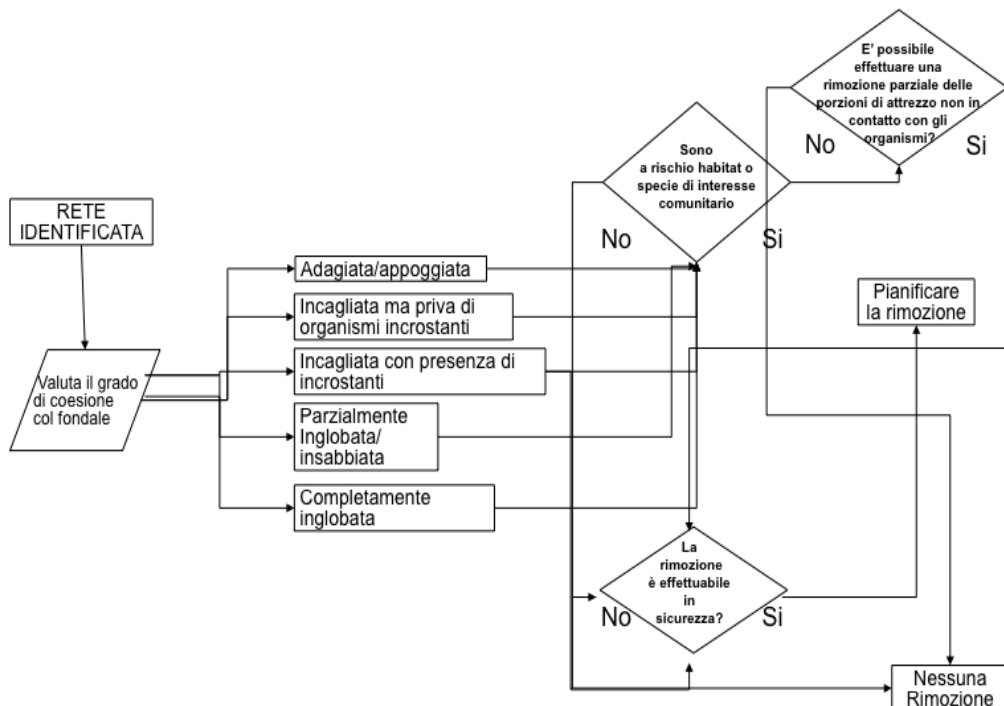 E' possibile
effettuare una
rimozione parziale delle
porzioni di attrezzo non in
contatto con gli
organismi?
No
Si
Sono
a rischio habitat o
specie di interesse
comunitario
No
Si
RETE
IDENTIFICATA
Adagiata/appoggiata
Incagliata ma priva di
organismi incrostanti
Incagliata con presenza di
incrostanti
Parzialmente
Inglobata/
insabbiata
Completamente
inglobata
Valuta il grado
di coesione
col fondale
Pianificare
la rimozione
La
rimozione
è effettuabile
in
sicurezza?
No
Si
Nessuna
Rimozione